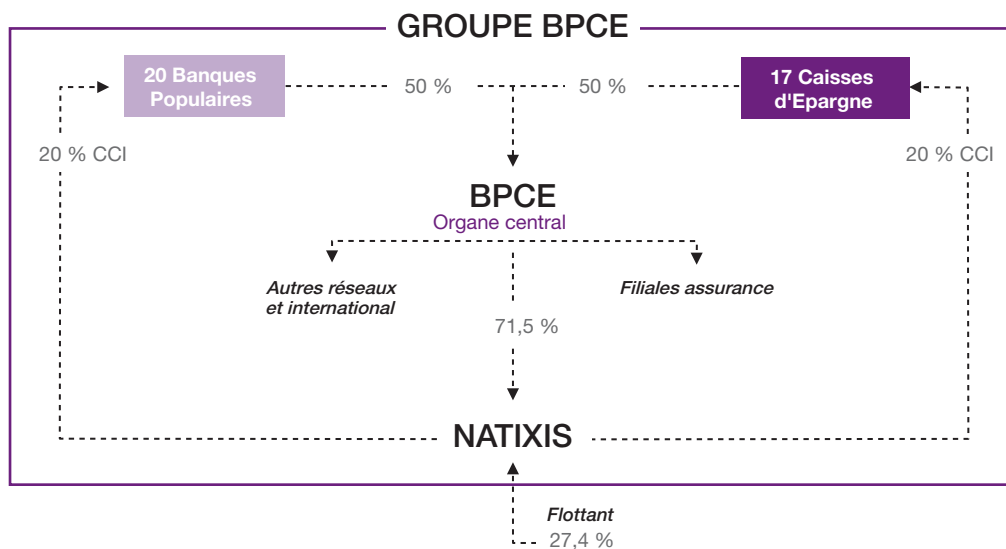 GROUPE BPCE
20 Banques
Populaires
50 %
50 %
17 Caisses
d'Epargne
20 % CCI
20 % CCI
BPCE
Organe central
Autres réseaux
et international
Filiales assurance
71,5 %
NATIXIS
Flottant
27,4 %